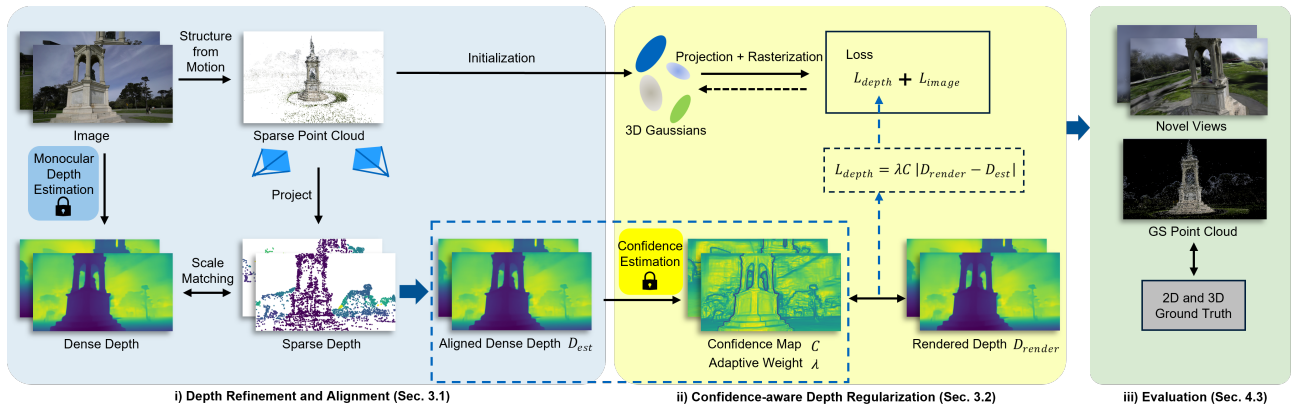 Structure
from
Motion
Image
Sparse Point Cloud
Initialization
Monocular
Depth
Estimation
Project
Scale
Matching
Dense Depth
Sparse Depth
Aligned Dense Depth D_est
i) Depth Refinement and Alignment (Sec. 3.1)
3D Gaussians
Projection + Rasterization
Loss
L_depth + L_image
L_depth = λC |D_render − D_est|
Confidence
Estimation
Confidence Map C
Adaptive Weight λ
Rendered Depth D_render
ii) Confidence-aware Depth Regularization (Sec. 3.2)
Novel Views
GS Point Cloud
2D and 3D
Ground Truth
iii) Evaluation (Sec. 4.3)